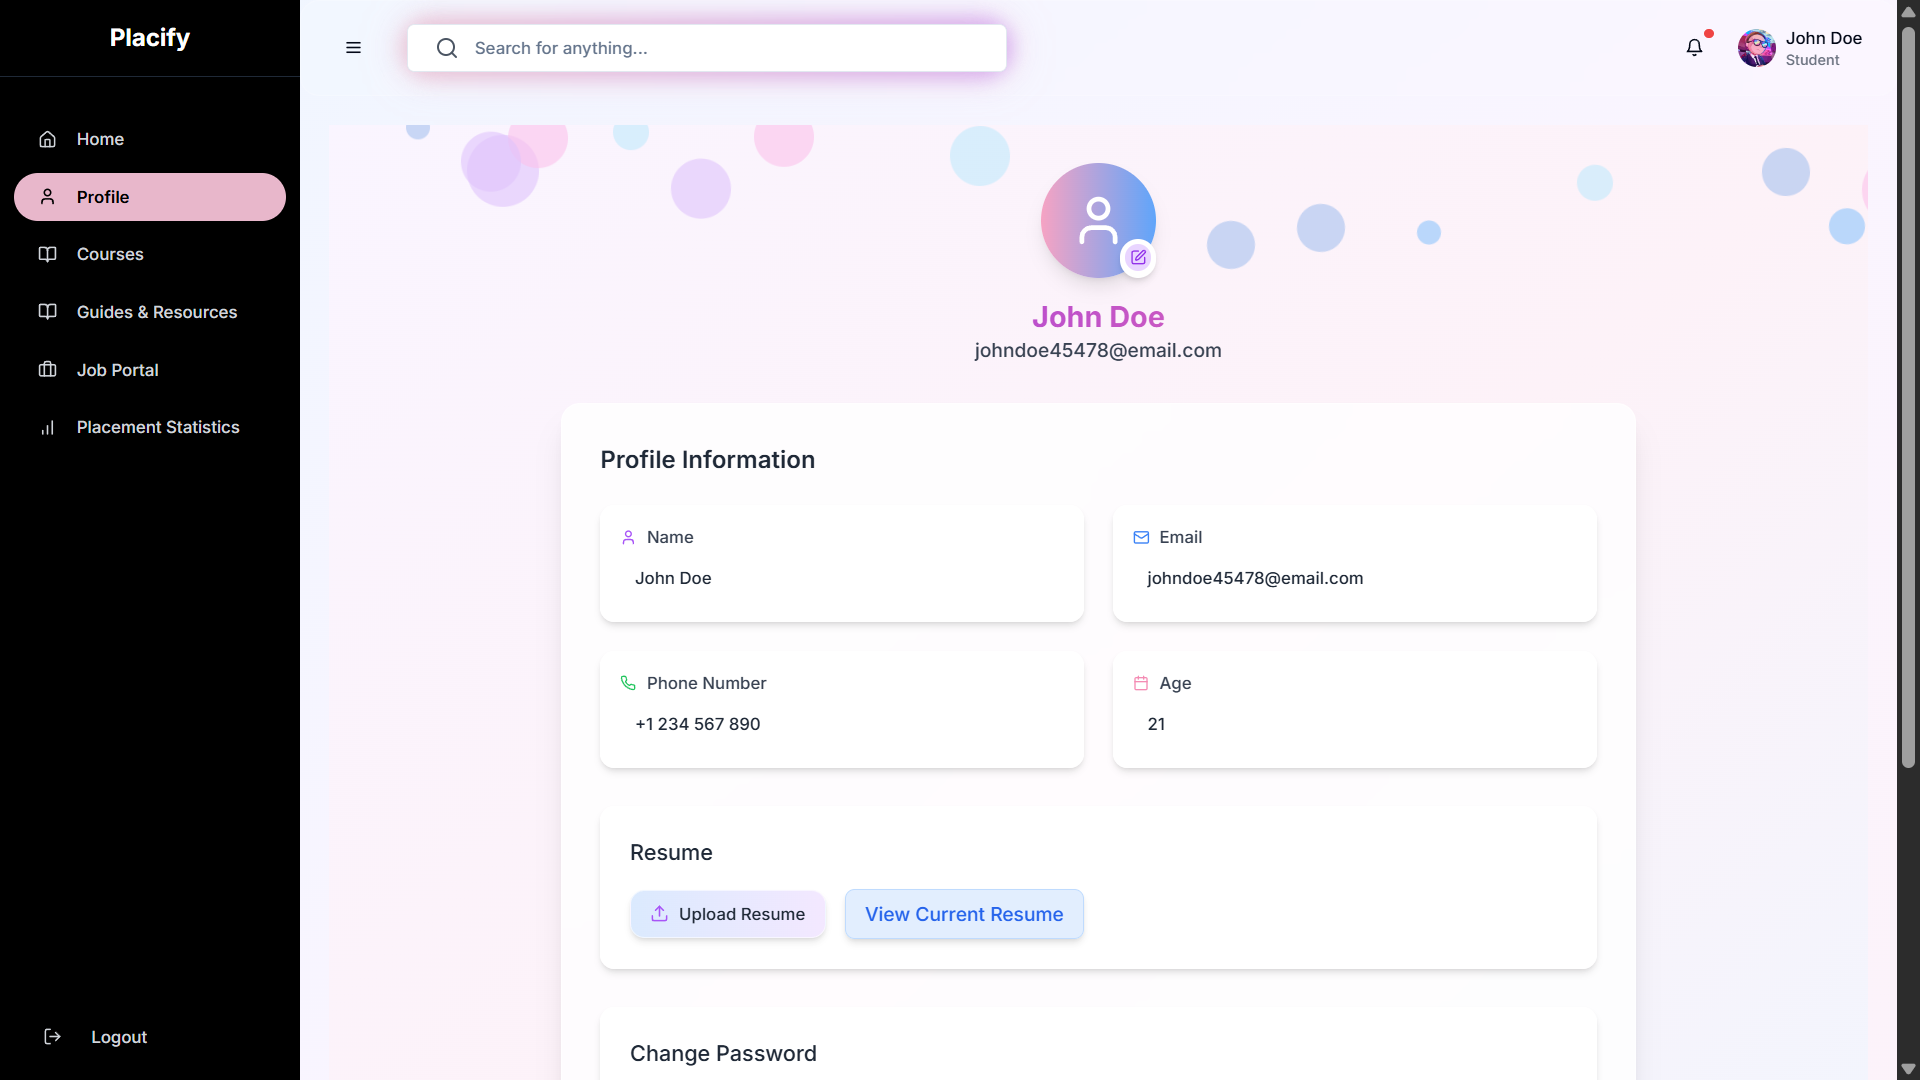 Placify
Home
Profile
Courses
Guides & Resources
Job Portal
Placement Statistics
Logout
Search for anything...
John Doe
Student
John Doe
johndoe45478@email.com
Profile Information
Name
John Doe
Email
johndoe45478@email.com
Phone Number
+1 234 567 890
Age
21
Resume
Upload Resume
View Current Resume
Change Password